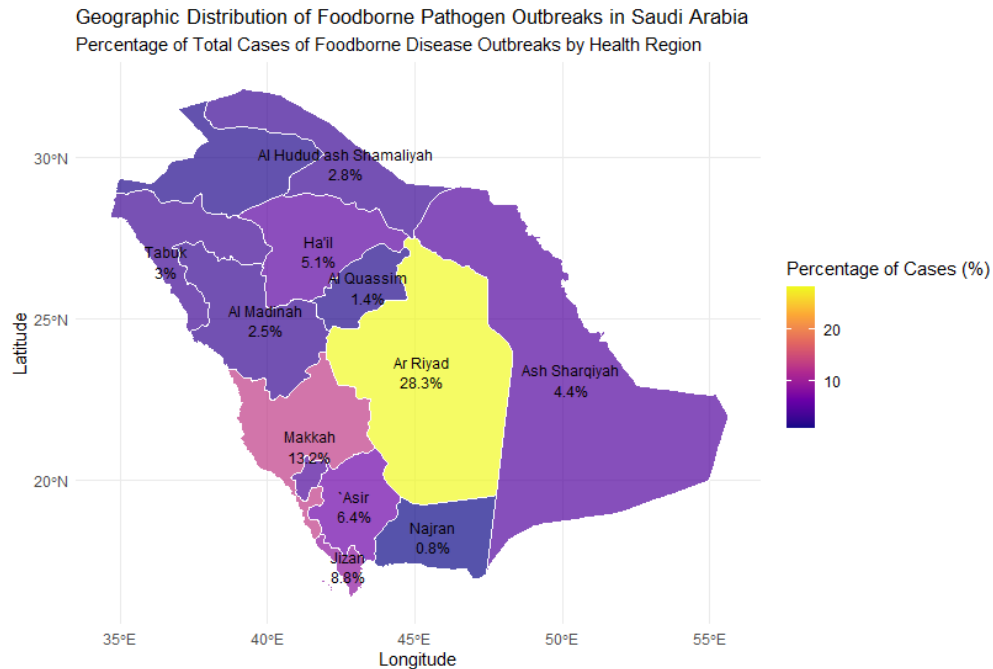 Geographic Distribution of Foodborne Pathogen Outbreaks in Saudi Arabia
Percentage of Total Cases of Foodborne Disease Outbreaks by Health Region
30°N
25°N
20°N
Latitude
Al Hudud ash Shamaliyah
2.8%
Ha'il
5.1%
Tabuk
3%
Al Quassim
1.4%
Al Madinah
2.5%
Ar Riyad
28.3%
Ash Sharqiyah
4.4%
Makkah
13.2%
`Asir
6.4%
Najran
0.8%
Jizan
8.8%
35°E
40°E
45°E
50°E
55°E
Longitude
Percentage of Cases (%)
20
10